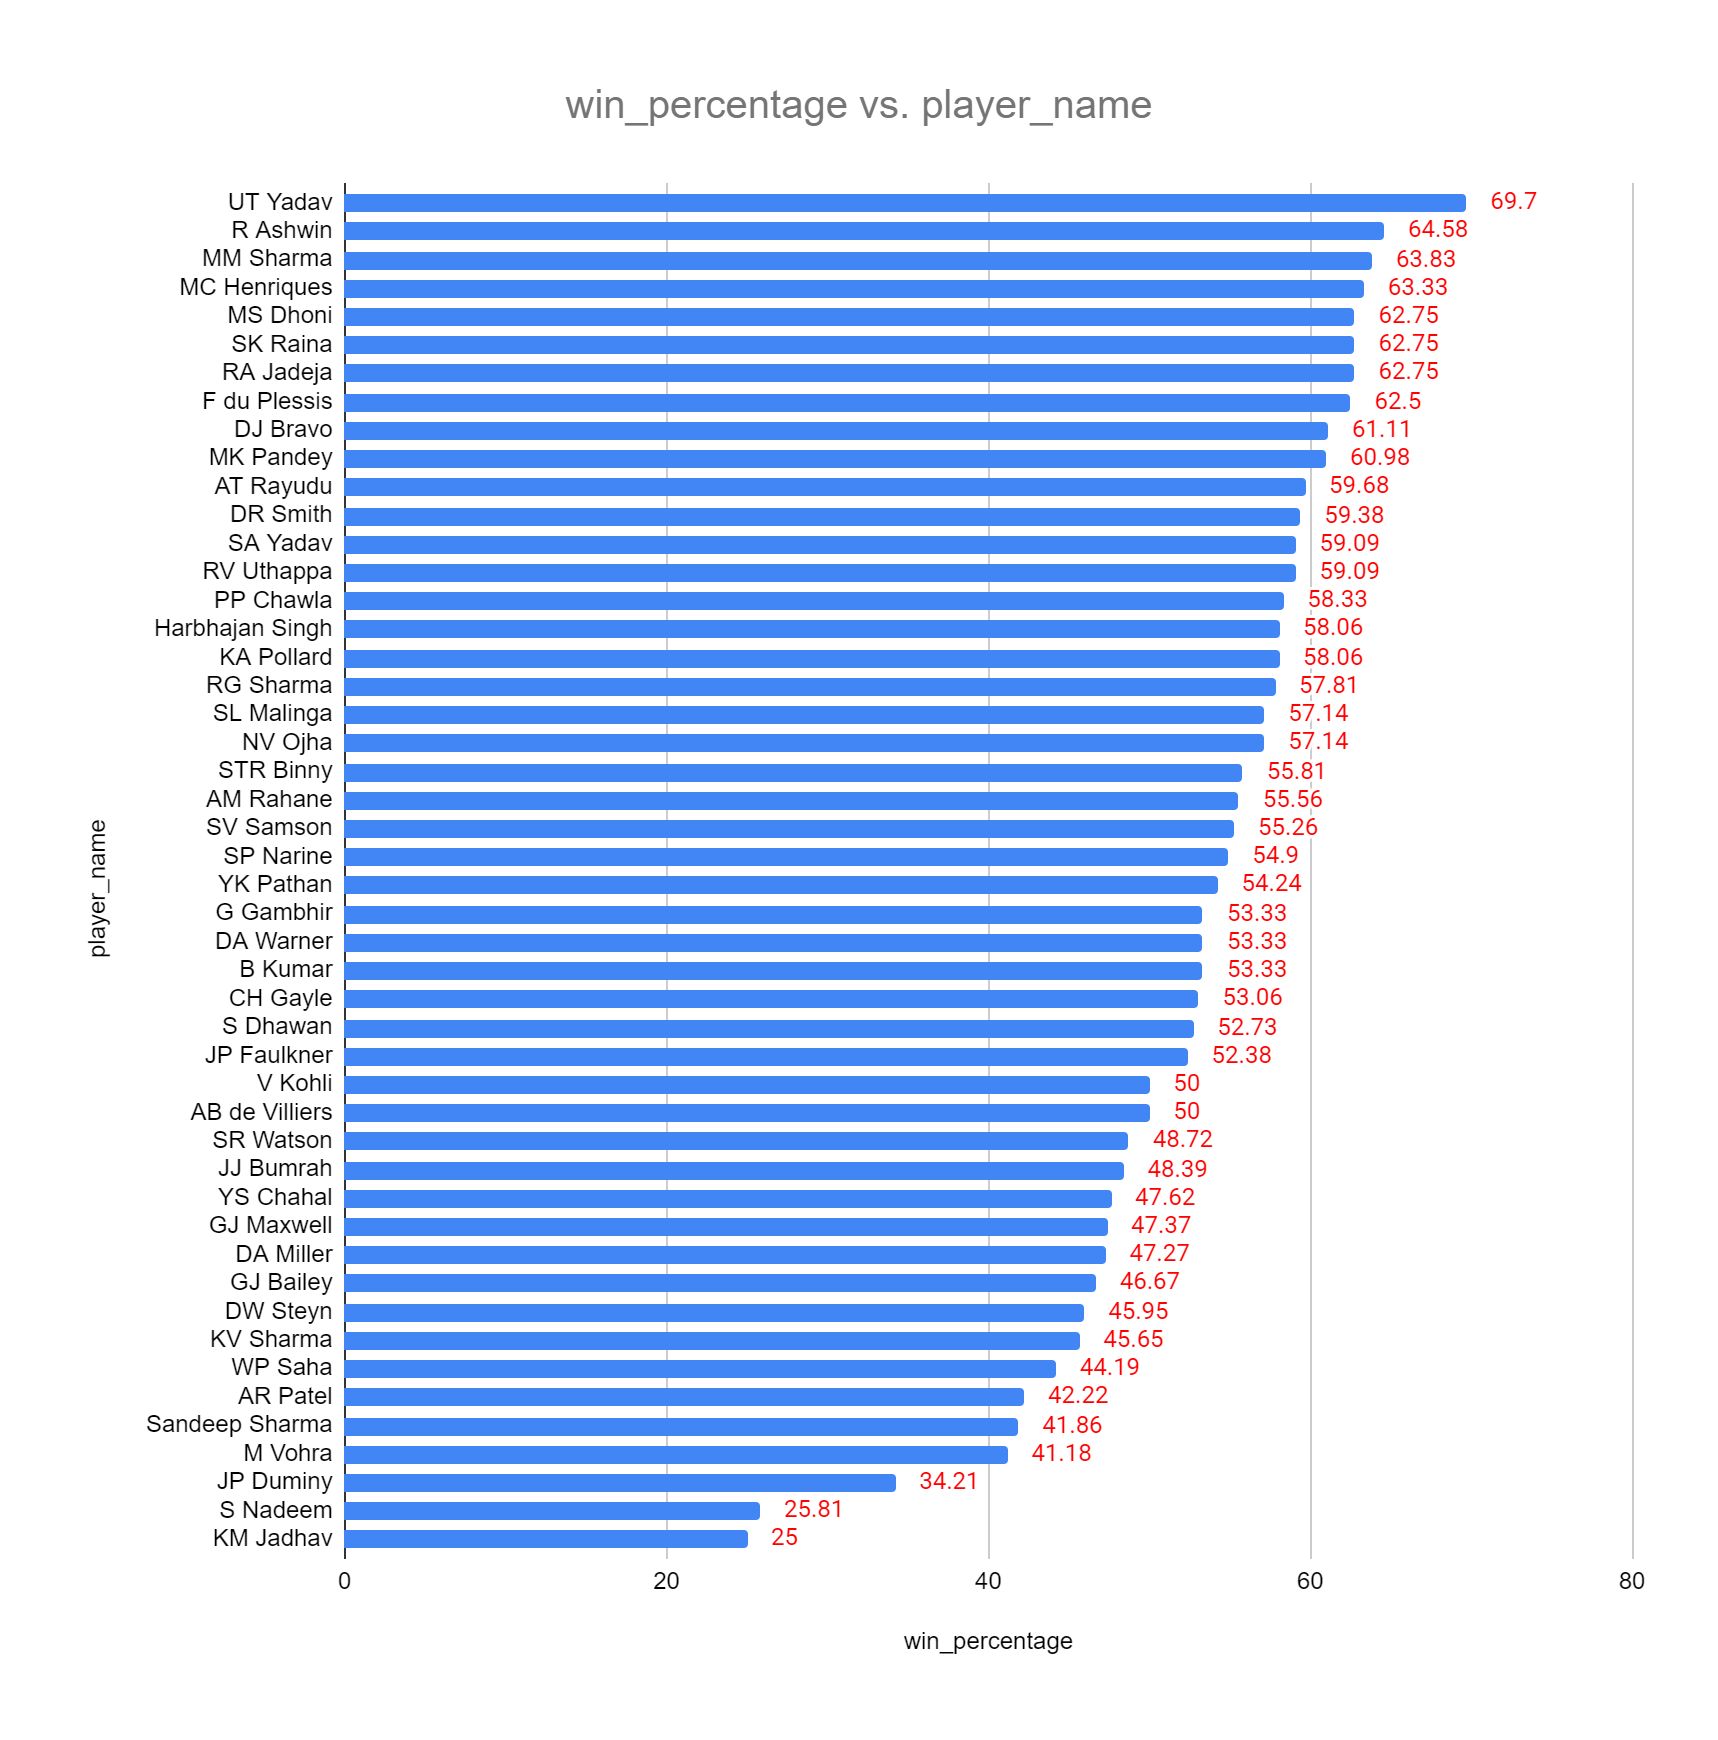 win_percentage vs. player_name
UT Yadav 69.7
R Ashwin 64.58
MM Sharma 63.83
MC Henriques 63.33
MS Dhoni 62.75
SK Raina 62.75
RA Jadeja 62.75
F du Plessis 62.5
DJ Bravo 61.11
MK Pandey 60.98
AT Rayudu 59.68
DR Smith 59.38
SA Yadav 59.09
RV Uthappa 59.09
PP Chawla 58.33
Harbhajan Singh 58.06
KA Pollard 58.06
RG Sharma 57.81
SL Malinga 57.14
NV Ojha 57.14
STR Binny 55.81
AM Rahane 55.56
SV Samson 55.26
SP Narine 54.9
YK Pathan 54.24
G Gambhir 53.33
DA Warner 53.33
B Kumar 53.33
CH Gayle 53.06
S Dhawan 52.73
JP Faulkner 52.38
V Kohli 50
AB de Villiers 50
SR Watson 48.72
JJ Bumrah 48.39
YS Chahal 47.62
GJ Maxwell 47.37
DA Miller 47.27
GJ Bailey 46.67
DW Steyn 45.95
KV Sharma 45.65
WP Saha 44.19
AR Patel 42.22
Sandeep Sharma 41.86
M Vohra 41.18
JP Duminy 34.21
S Nadeem 25.81
KM Jadhav 25
0 20 40 60 80
win_percentage
player_name